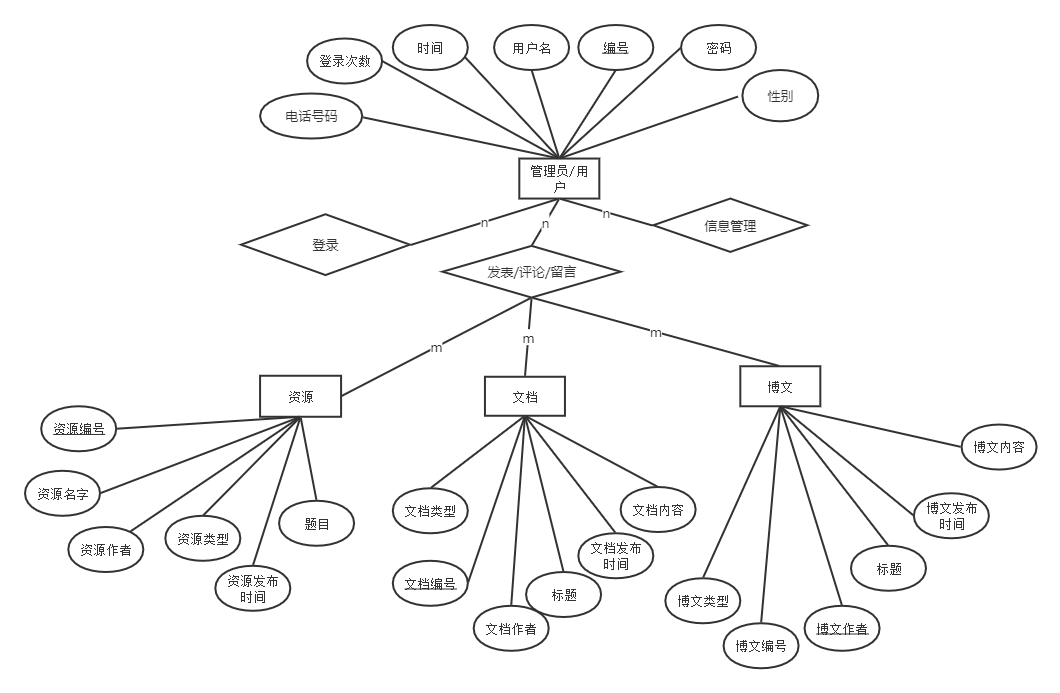 时间
用户名
编号
密码
登录次数
性别
电话号码
管理员/用
户
n
n
n
登录
信息管理
发表/评论/留言
m
m
m
资源
文档
博文
资源编号
资源名字
资源作者
资源类型
资源发布
时间
题目
文档类型
文档编号
文档作者
标题
文档发布
时间
文档内容
博文类型
博文编号
博文作者
标题
博文发布
时间
博文内容